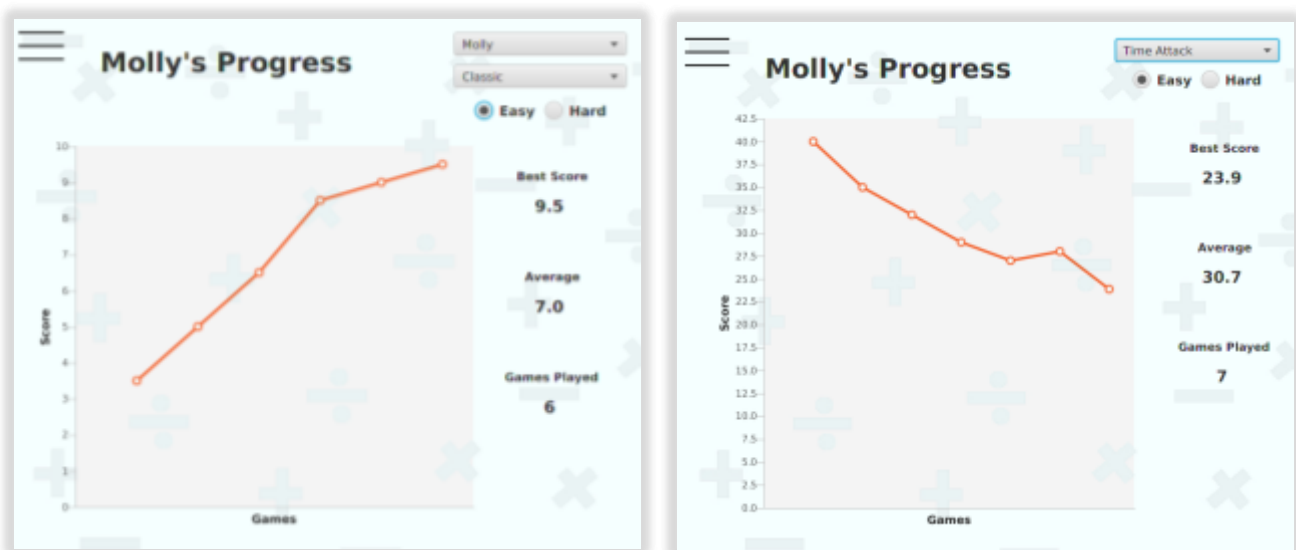 Molly's Progress
Molly
Classic
Easy Hard
10
9
8
7
6
5
4
3
2
1
0
Score
Games
Best Score
9.5
Average
7.0
Games Played
6
Molly's Progress
Time Attack
Easy Hard
42.5
40.0
37.5
35.0
32.5
30.0
27.5
25.0
22.5
20.0
17.5
15.0
12.5
10.0
7.5
5.0
2.5
0.0
Score
Games
Best Score
23.9
Average
30.7
Games Played
7